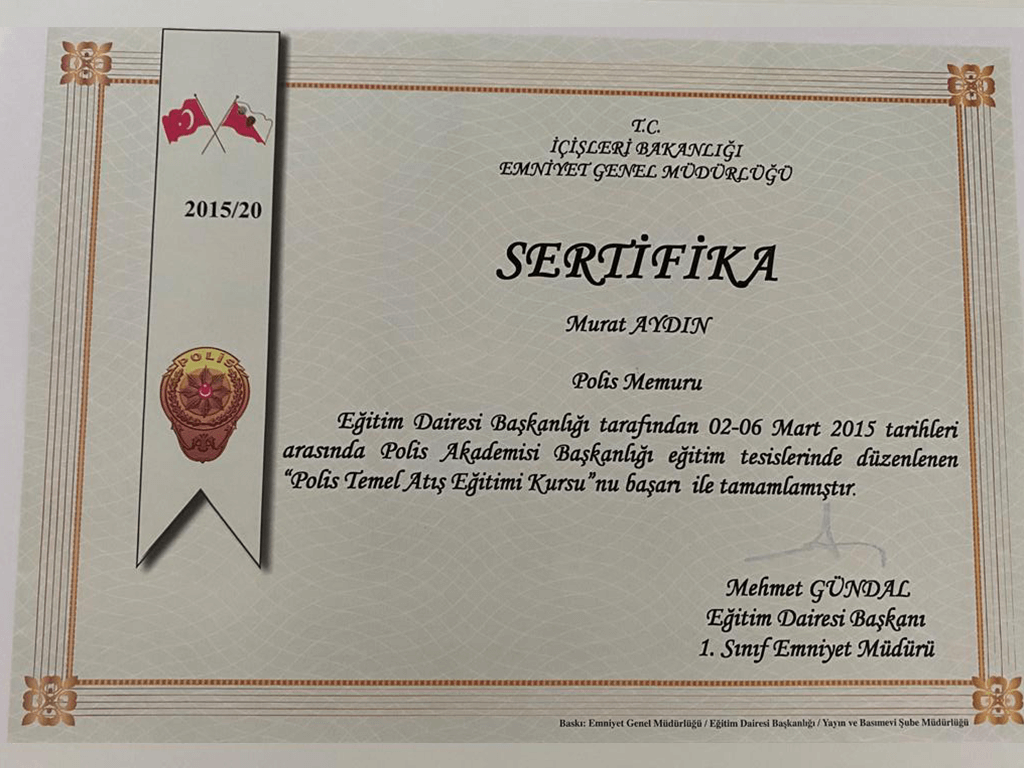 T.C.
İÇİŞLERİ BAKANLIĞI
EMNİYET GENEL MÜDÜRLÜĞÜ
2015/20
SERTİFİKA
Murat AYDIN
POLİS
Polis Memuru
Eğitim Dairesi Başkanlığı tarafından 02-06 Mart 2015 tarihleri
arasında Polis Akademisi Başkanlığı eğitim tesislerinde düzenlenen
“Polis Temel Atış Eğitimi Kursu”nu başarı ile tamamlamıştır.
Mehmet GÜNDAL
Eğitim Dairesi Başkanı
1. Sınıf Emniyet Müdürü
Baskı: Emniyet Genel Müdürlüğü / Eğitim Dairesi Başkanlığı / Yayın ve Basımevi Şube Müdürlüğü